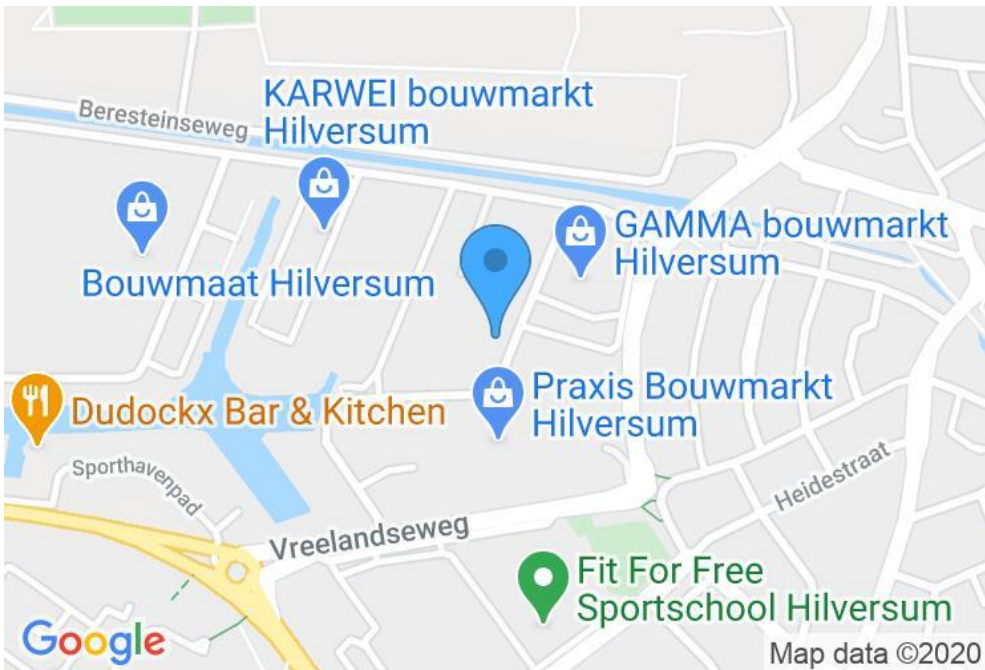 KARWEI bouwmarkt
Hilversum
Beresteinseweg
GAMMA bouwmarkt
Hilversum
Bouwmaat Hilversum
Praxis Bouwmarkt
Hilversum
Dudockx Bar & Kitchen
Sporthavenpad
Heidestraat
Vreelandseweg
Fit For Free
Sportschool Hilversum
Google
Map data ©2020